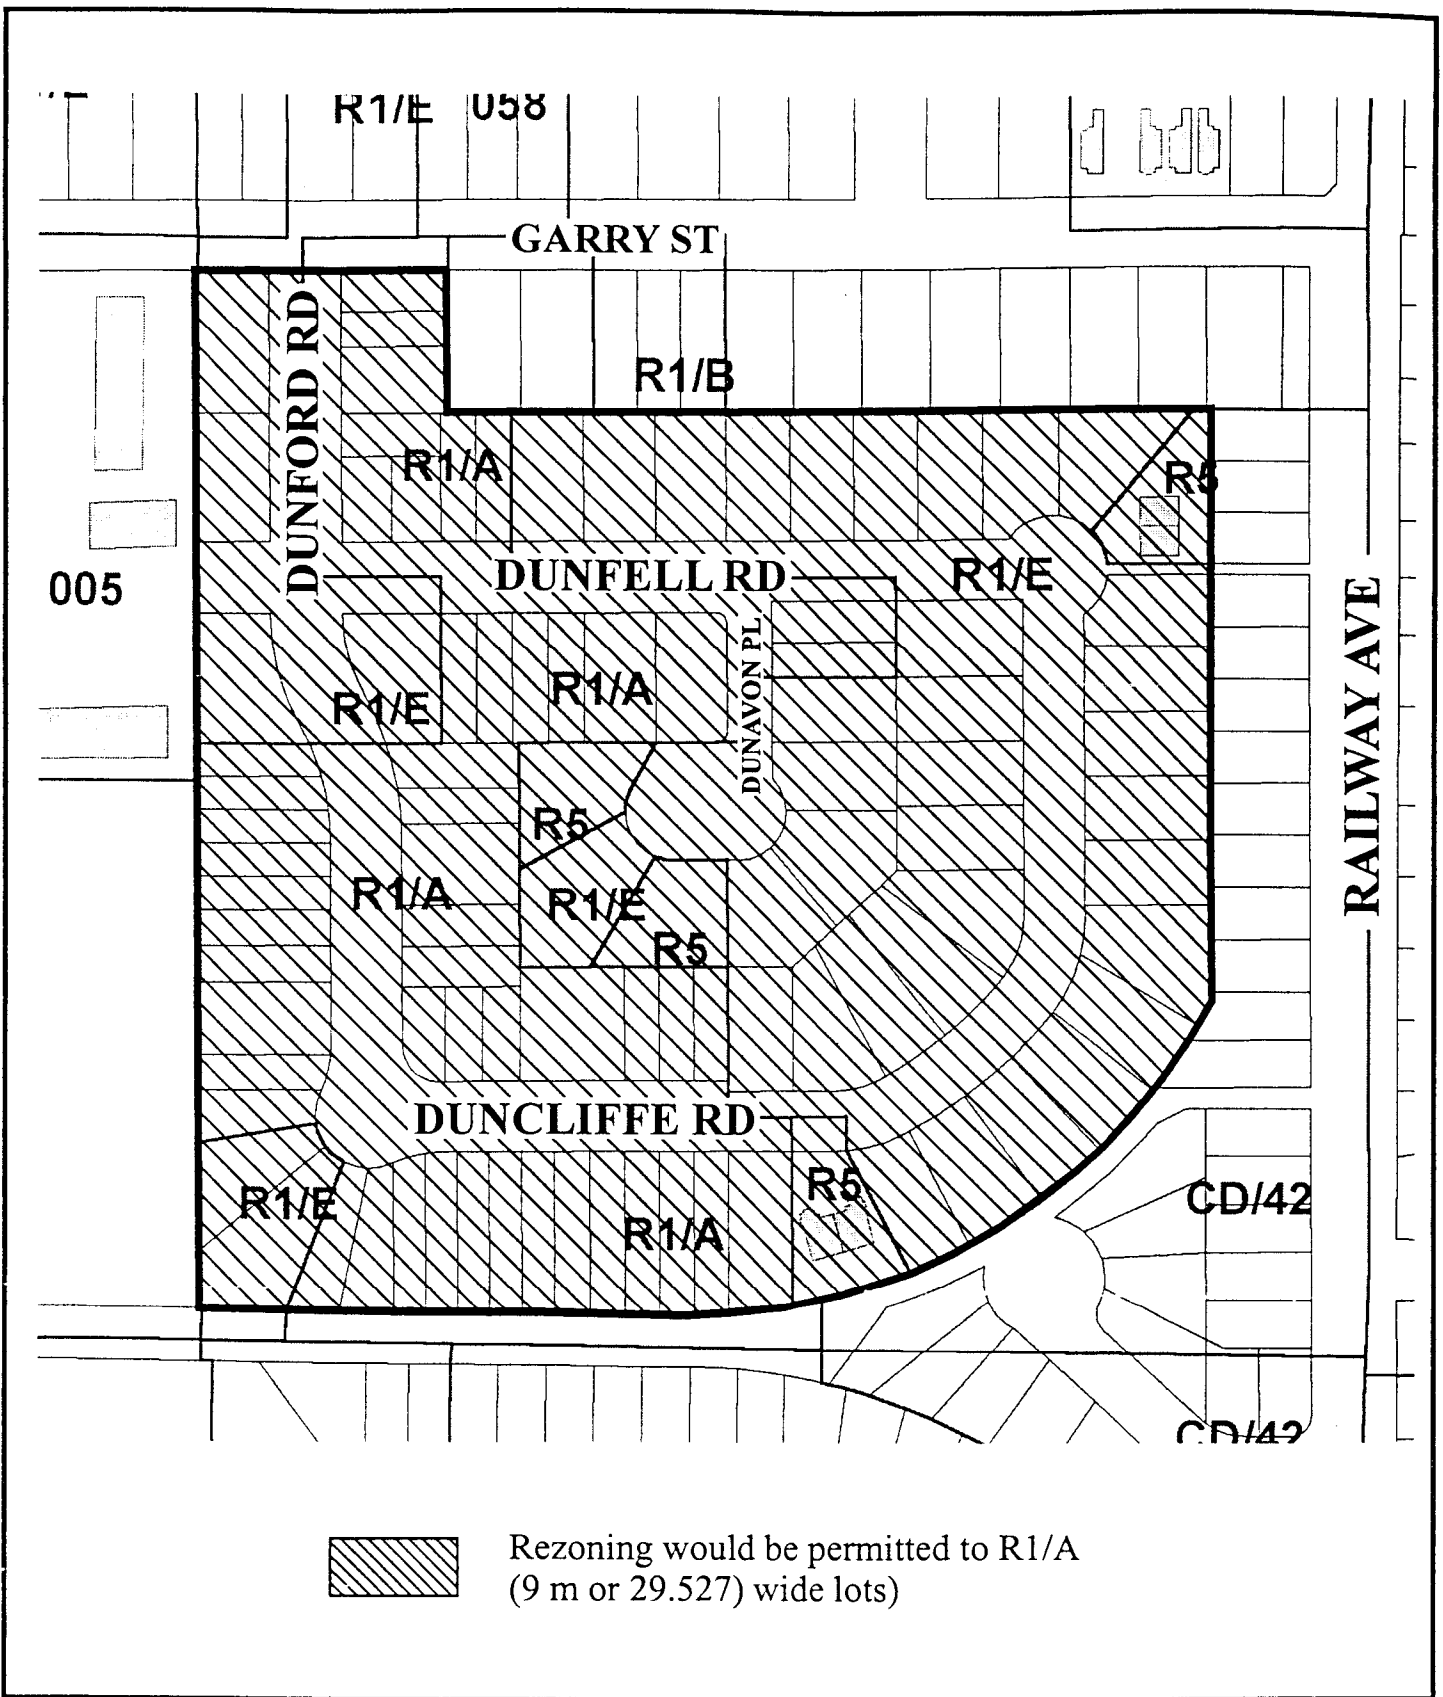 R1/E 058
GARRY ST
R1/B
DUNFORD RD
R1/A
R5
DUNFELL RD
R1/E
005
DUNAVON PL
RAILWAY AVE
R1/E
R1/A
R5
R1/A
R1/E
R5
DUNCLIFFE RD
R5
R1/E
R1/A
CD/42
CD/42
Rezoning would be permitted to R1/A
(9 m or 29.527) wide lots)